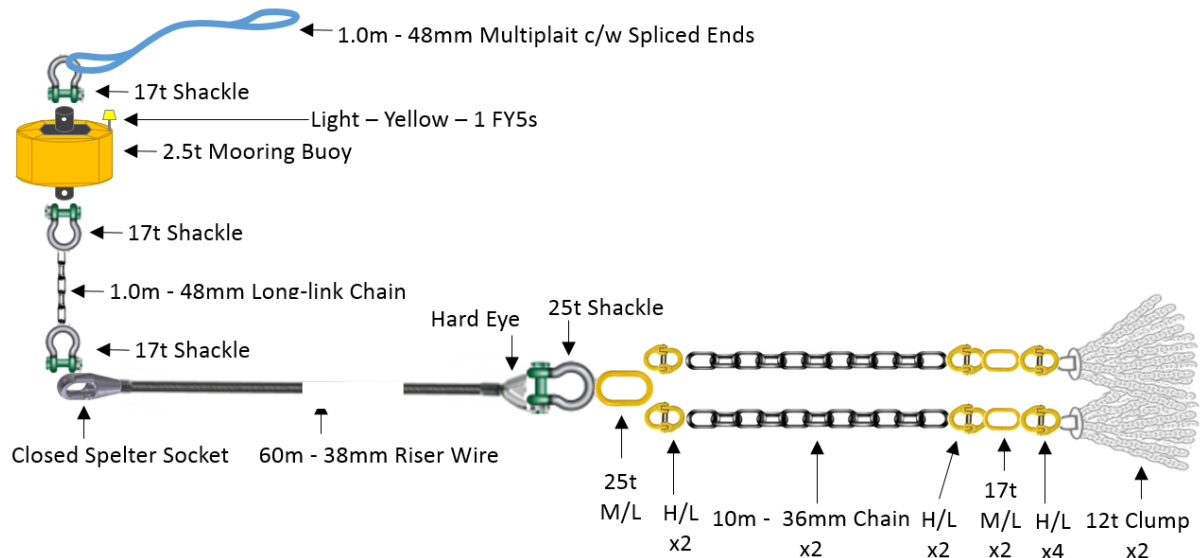 1.0m - 48mm Multiplait c/w Spliced Ends
17t Shackle
Light – Yellow – 1 FY5s
2.5t Mooring Buoy
17t Shackle
1.0m - 48mm Long-link Chain
Hard Eye
25t Shackle
17t Shackle
Closed Spelter Socket
60m - 38mm Riser Wire
25t
M/L
H/L
x2
10m - 36mm Chain
x2
H/L
x2
17t
M/L
x2
H/L
x4
12t Clump
x2